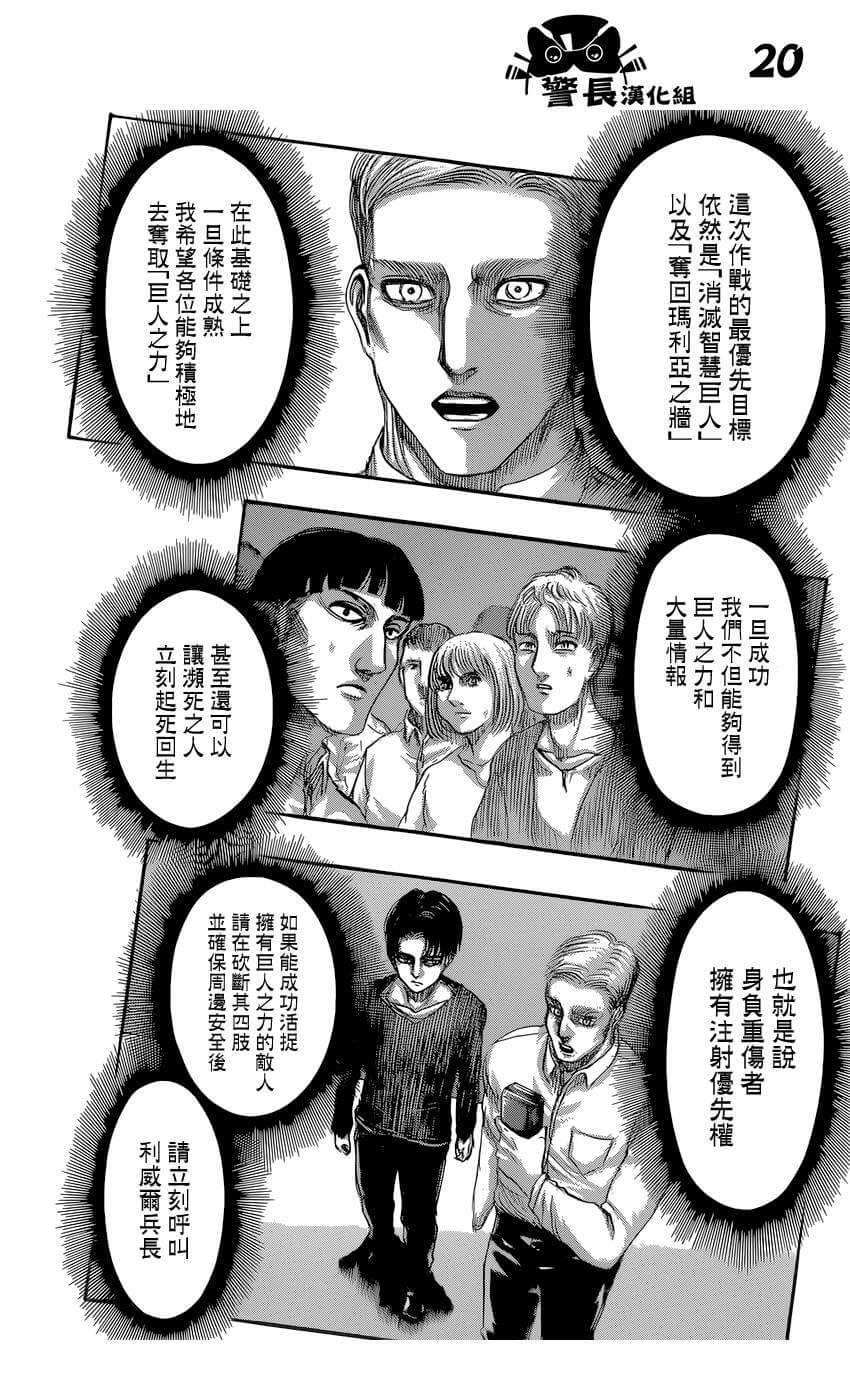 20
警長漢化組
這次作戰的最優先目標
依然是「消滅智慧巨人」
以及「奪回瑪利亞之牆」
在此基礎之上
一旦條件成熟
我希望各位能夠積極地
去奪取「巨人之力」
一旦成功
我們不但能夠得到
巨人之力和
大量情報
甚至還可以
讓瀕死之人
立刻起死回生
也就是說
身負重傷者
擁有注射優先權
如果能成功活捉
擁有巨人之力的敵人
請在砍斷其四肢
並確保周邊安全後
請立刻呼叫
利威爾兵長